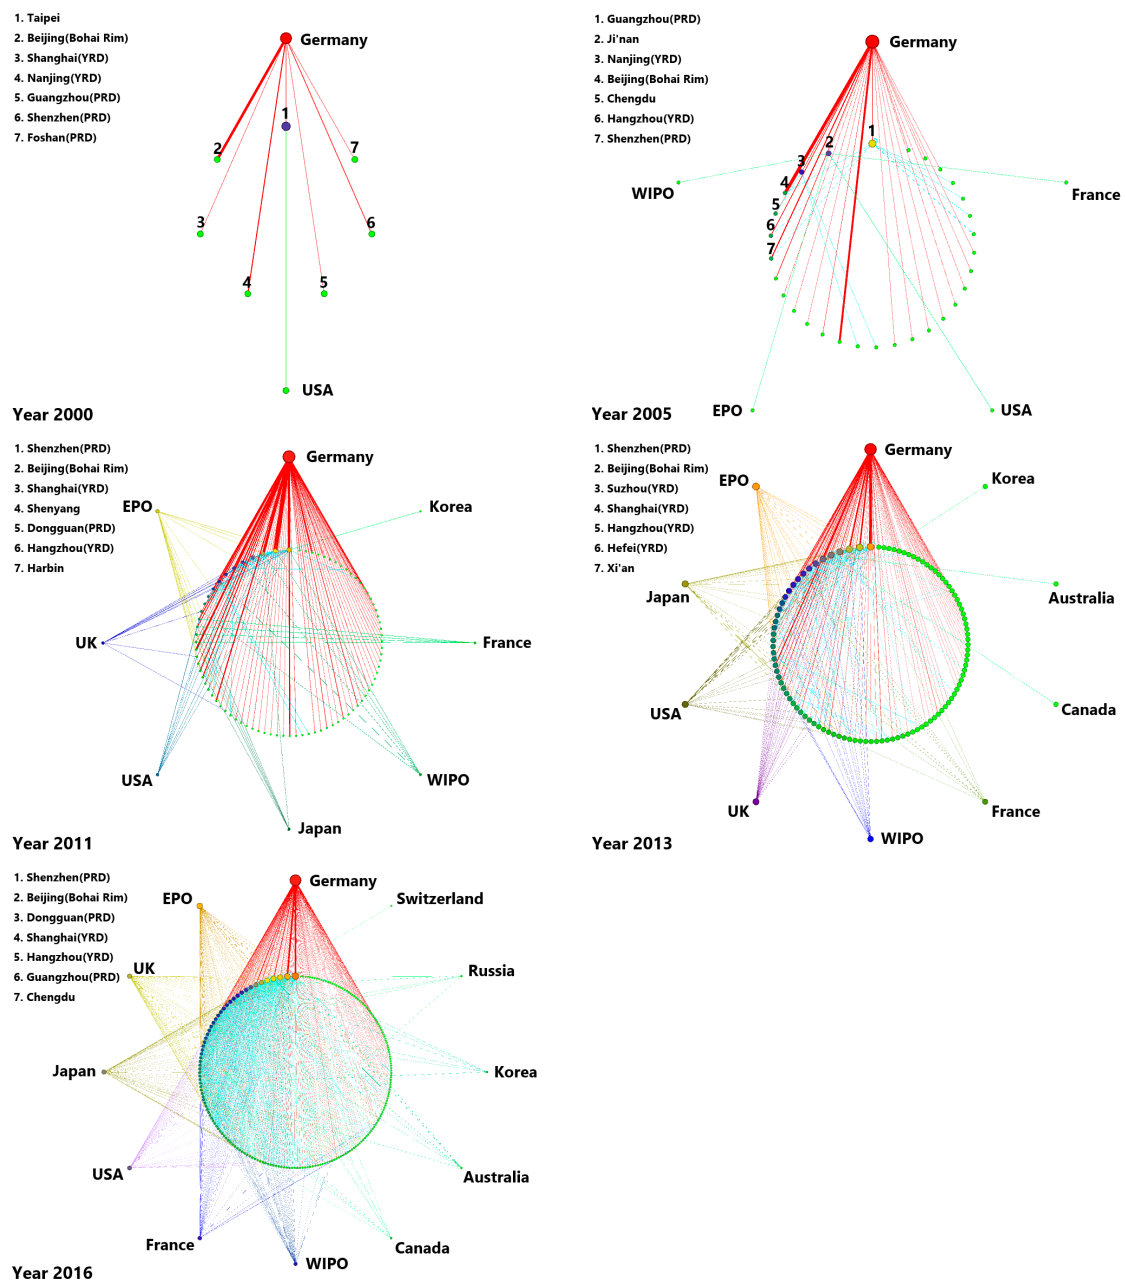 1. Taipei
2. Beijing(Bohai Rim)
3. Shanghai(YRD)
4. Nanjing(YRD)
5. Guangzhou(PRD)
6. Shenzhen(PRD)
7. Foshan(PRD)
Germany
1
2
7
3
6
4
5
USA
Year 2000
1. Guangzhou(PRD)
2. Ji'nan
3. Nanjing(YRD)
4. Beijing(Bohai Rim)
5. Chengdu
6. Hangzhou(YRD)
7. Shenzhen(PRD)
Germany
1
2
3
4
5
6
7
WIPO
France
EPO
USA
Year 2005
1. Shenzhen(PRD)
2. Beijing(Bohai Rim)
3. Shanghai(YRD)
4. Shenyang
5. Dongguan(PRD)
6. Hangzhou(YRD)
7. Harbin
Germany
EPO
Korea
UK
France
USA
WIPO
Japan
Year 2011
1. Shenzhen(PRD)
2. Beijing(Bohai Rim)
3. Suzhou(YRD)
4. Shanghai(YRD)
5. Hangzhou(YRD)
6. Hefei(YRD)
7. Xi'an
Germany
EPO
Korea
Japan
Australia
USA
Canada
UK
France
WIPO
Year 2013
1. Shenzhen(PRD)
2. Beijing(Bohai Rim)
3. Dongguan(PRD)
4. Shanghai(YRD)
5. Hangzhou(YRD)
6. Guangzhou(PRD)
7. Chengdu
Germany
EPO
Switzerland
UK
Russia
Japan
Korea
USA
Australia
France
Canada
WIPO
Year 2016